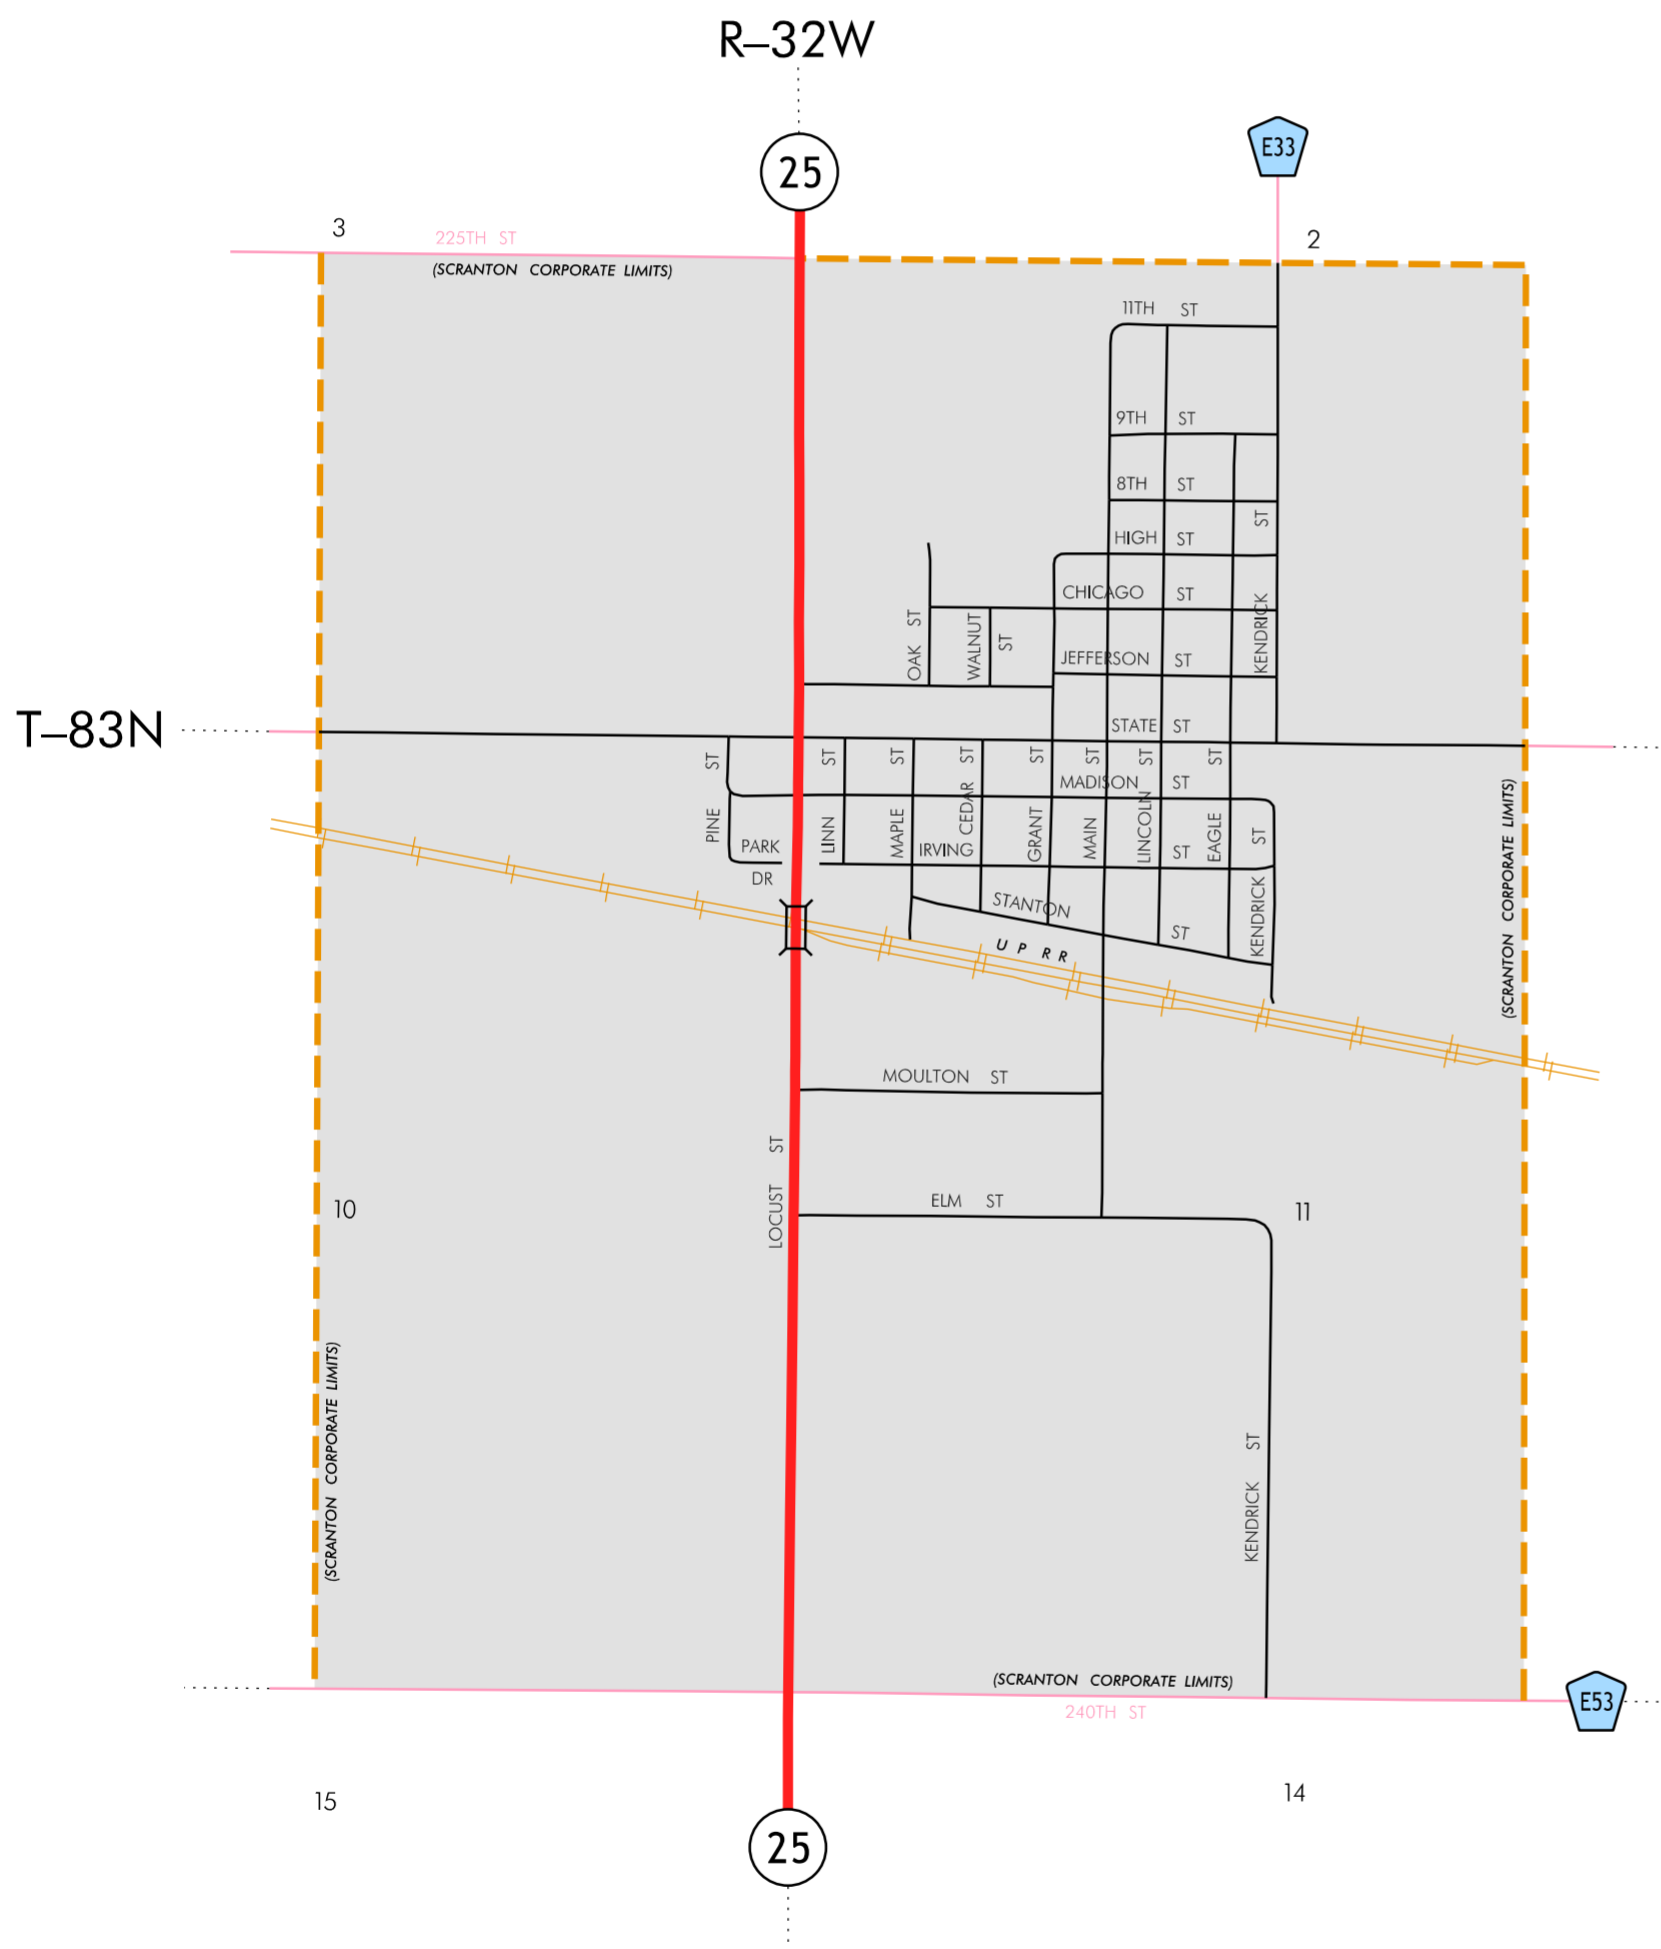 R–32W
25
E33
3
225TH ST
2
(SCRANTON CORPORATE LIMITS)
11TH ST
9TH ST
8TH ST
HIGH ST
KENDRICK ST
CHICAGO ST
OAK ST
WALNUT ST
JEFFERSON ST
T–83N
STATE ST
PINE ST
LINN ST
MAPLE ST
CEDAR ST
GRANT ST
MAIN ST
LINCOLN ST
EAGLE ST
MADISON ST
KENDRICK ST
PARK DR
IRVING ST
STANTON ST
U P R R
(SCRANTON CORPORATE LIMITS)
MOULTON ST
LOCUST ST
ELM ST
10
11
(SCRANTON CORPORATE LIMITS)
KENDRICK ST
(SCRANTON CORPORATE LIMITS)
240TH ST
E53
15
14
25